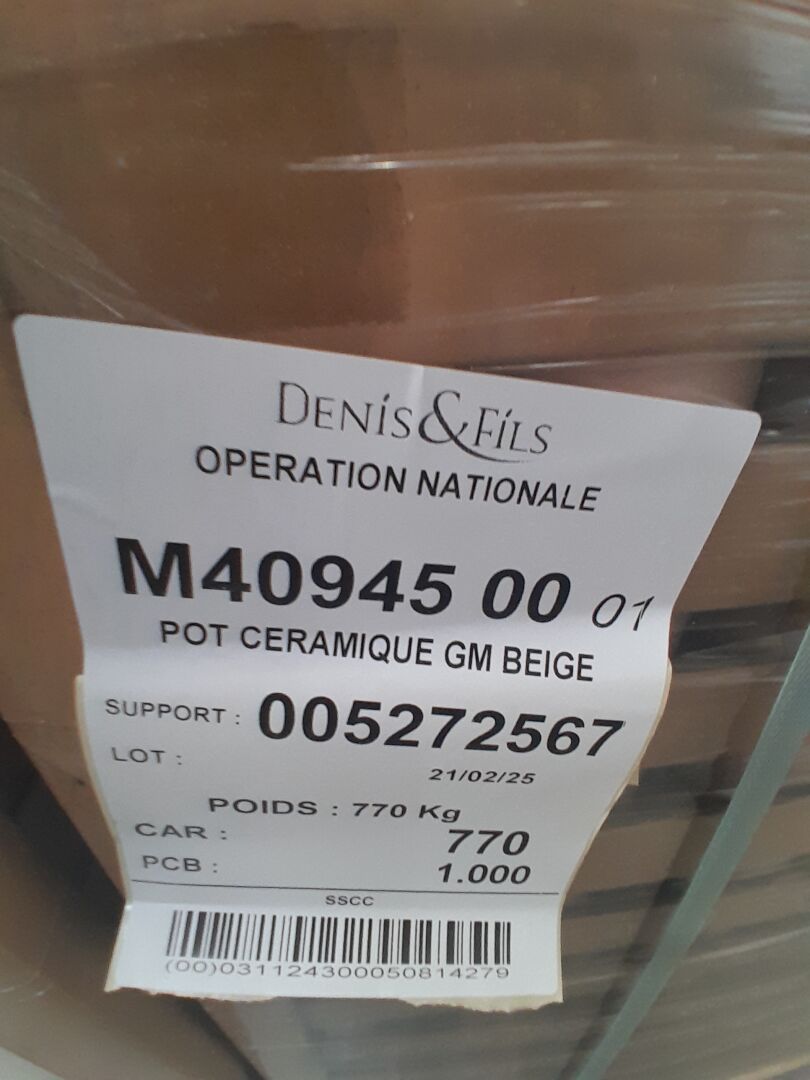 DENIS & FILS
OPERATION NATIONALE
M40945 00 01
POT CERAMIQUE GM BEIGE
SUPPORT : 005272567
LOT :
21/02/25
POIDS : 770 Kg
CAR : 770
PCB : 1.000
SSCC
(00)031124300050814279